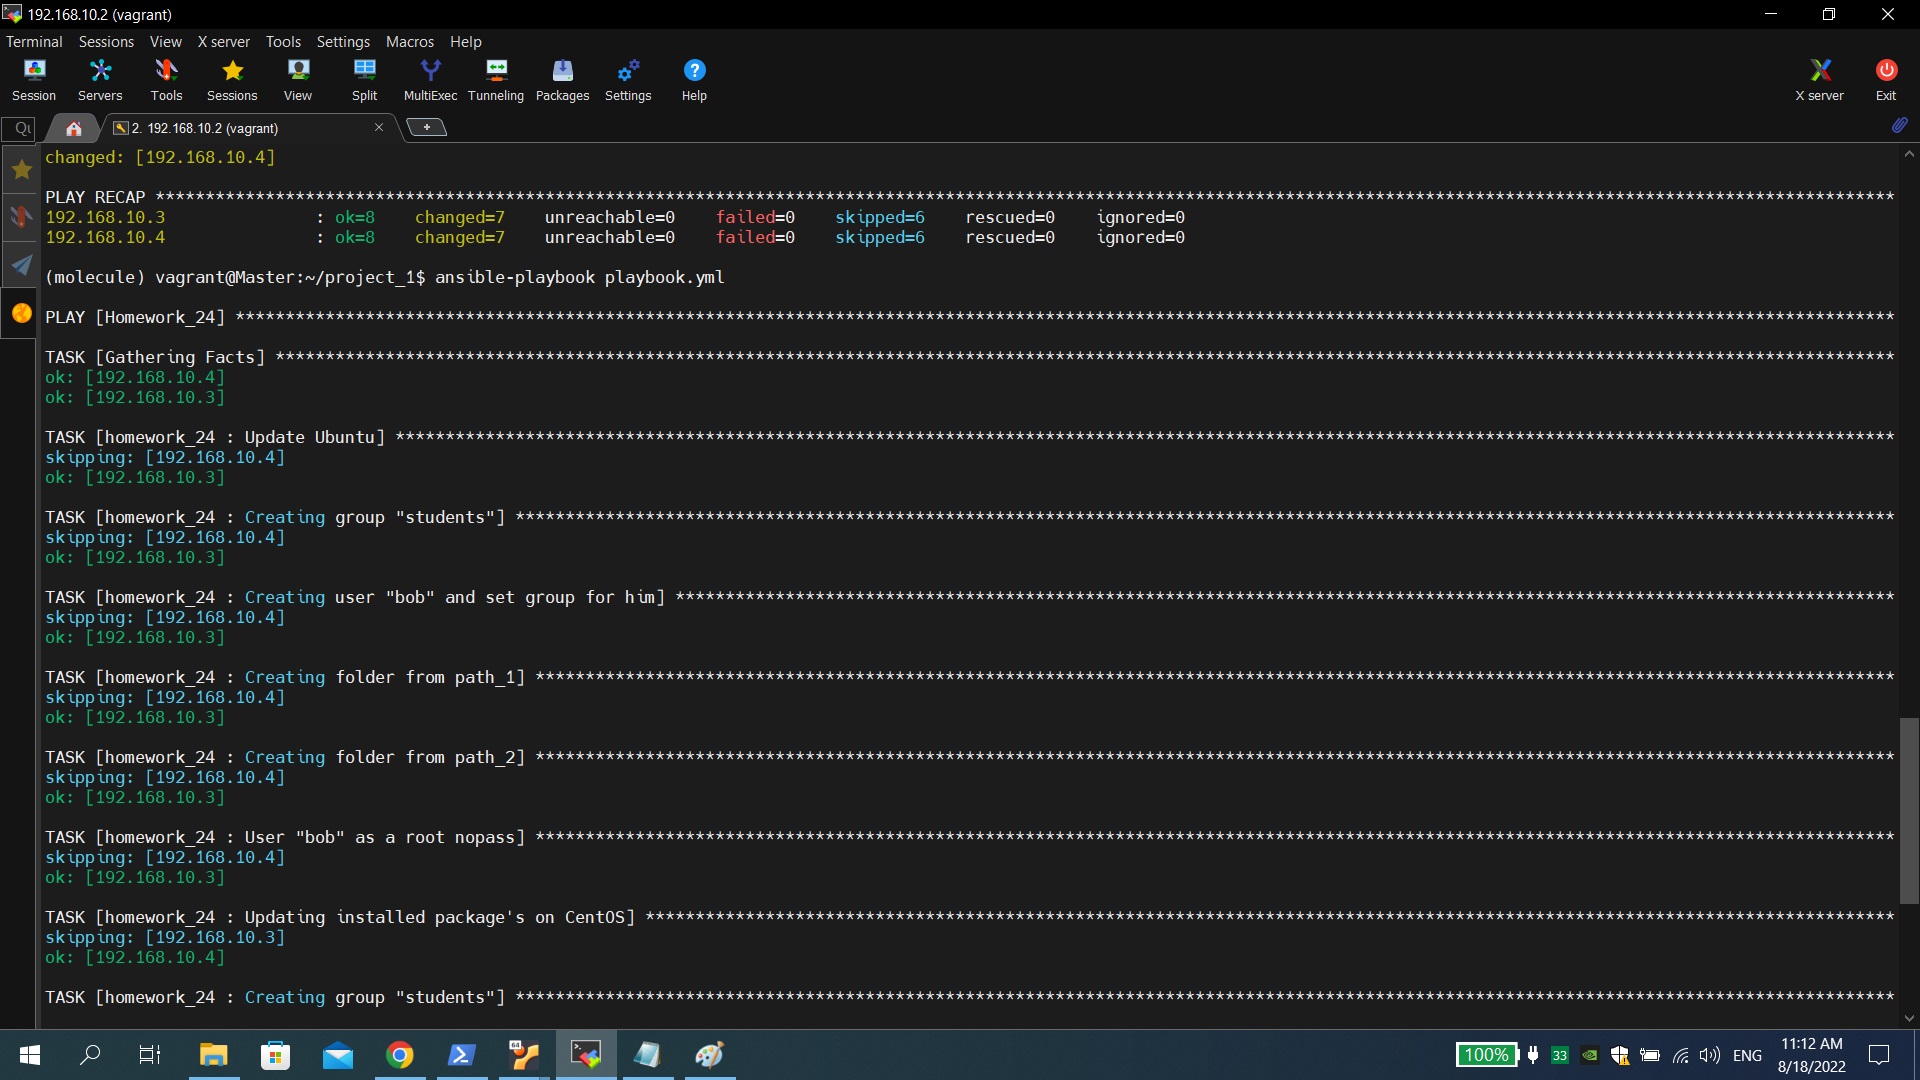 192.168.10.2 (vagrant)
Terminal Sessions View X server Tools Settings Macros Help
Session Servers Tools Sessions View Split MultiExec Tunneling Packages Settings Help X server Exit
Qu 2. 192.168.10.2 (vagrant)
changed: [192.168.10.4]
PLAY RECAP ******************************************************************************************************************************************************************************
192.168.10.3 : ok=8 changed=7 unreachable=0 failed=0 skipped=6 rescued=0 ignored=0
192.168.10.4 : ok=8 changed=7 unreachable=0 failed=0 skipped=6 rescued=0 ignored=0
(molecule) vagrant@Master:~/project_1$ ansible-playbook playbook.yml
PLAY [Homework_24] **********************************************************************************************************************************************************************
TASK [Gathering Facts] ******************************************************************************************************************************************************************
ok: [192.168.10.4]
ok: [192.168.10.3]
TASK [homework_24 : Update Ubuntu] ******************************************************************************************************************************************************
skipping: [192.168.10.4]
ok: [192.168.10.3]
TASK [homework_24 : Creating group "students"] ******************************************************************************************************************************************
skipping: [192.168.10.4]
ok: [192.168.10.3]
TASK [homework_24 : Creating user "bob" and set group for him] **************************************************************************************************************************
skipping: [192.168.10.4]
ok: [192.168.10.3]
TASK [homework_24 : Creating folder from path_1] ****************************************************************************************************************************************
skipping: [192.168.10.4]
ok: [192.168.10.3]
TASK [homework_24 : Creating folder from path_2] ****************************************************************************************************************************************
skipping: [192.168.10.4]
ok: [192.168.10.3]
TASK [homework_24 : User "bob" as a root nopass] ****************************************************************************************************************************************
skipping: [192.168.10.4]
ok: [192.168.10.3]
TASK [homework_24 : Updating installed package's on CentOS] *****************************************************************************************************************************
skipping: [192.168.10.3]
ok: [192.168.10.4]
TASK [homework_24 : Creating group "students"] ******************************************************************************************************************************************
100% 33 ENG 11:12 AM
8/18/2022